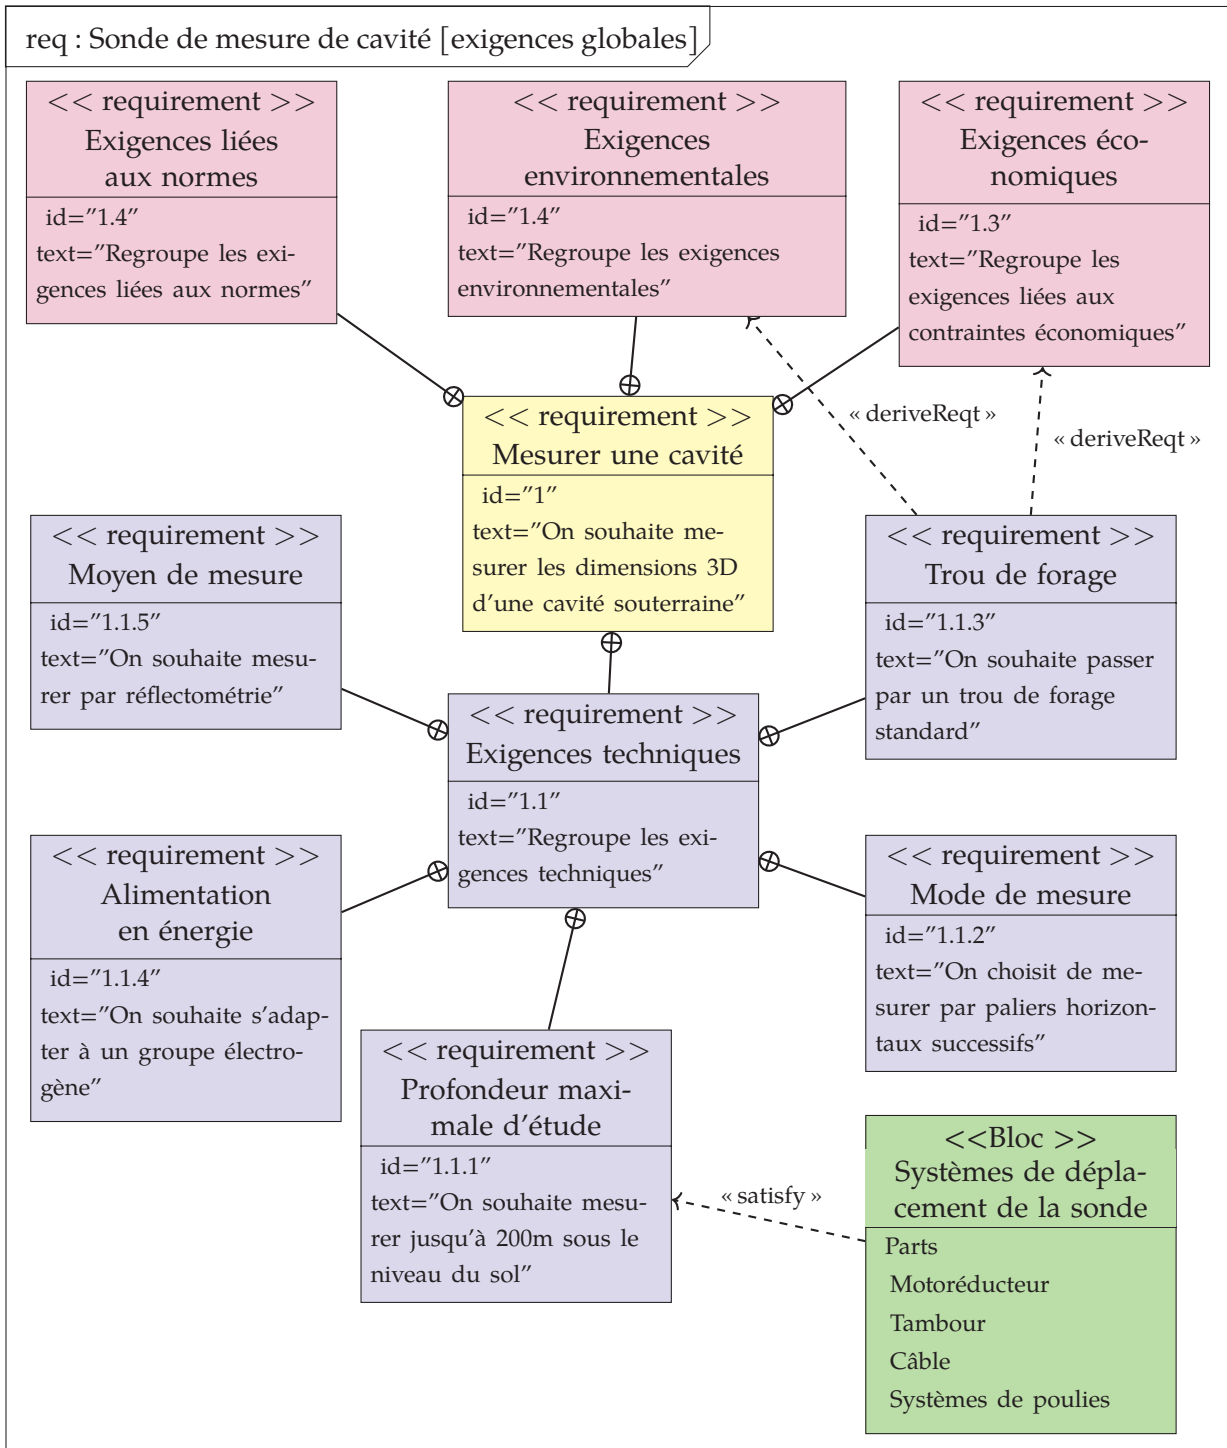 req : Sonde de mesure de cavité [exigences globales]
<< requirement >>
Exigences liées
aux normes
id=”1.4”
text=”Regroupe les exi-
gences liées aux normes”
<< requirement >>
Exigences
environnementales
id=”1.4”
text=”Regroupe les exigences
environnementales”
<< requirement >>
Exigences éco-
nomiques
id=”1.3”
text=”Regroupe les
exigences liées aux
contraintes économiques”
« deriveReqt »
« deriveReqt »
<< requirement >>
Mesurer une cavité
id=”1”
text=”On souhaite me-
surer les dimensions 3D
d’une cavité souterraine”
<< requirement >>
Moyen de mesure
id=”1.1.5”
text=”On souhaite mesu-
rer par réflectométrie”
<< requirement >>
Trou de forage
id=”1.1.3”
text=”On souhaite passer
par un trou de forage
standard”
<< requirement >>
Exigences techniques
id=”1.1”
text=”Regroupe les exi-
gences techniques”
<< requirement >>
Alimentation
en énergie
id=”1.1.4”
text=”On souhaite s’adap-
ter à un groupe électro-
gène”
<< requirement >>
Mode de mesure
id=”1.1.2”
text=”On choisit de me-
surer par paliers horizon-
taux successifs”
<< requirement >>
Profondeur maxi-
male d’étude
id=”1.1.1”
text=”On souhaite mesu-
rer jusqu’à 200m sous le
niveau du sol”
« satisfy »
<<Bloc >>
Systèmes de dépla-
cement de la sonde
Parts
Motoréducteur
Tambour
Câble
Systèmes de poulies